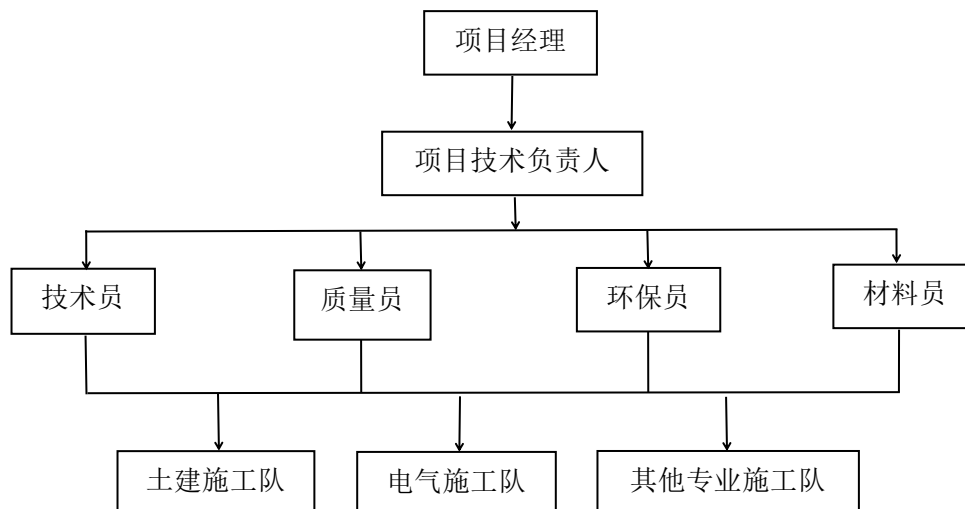 项目经理
项目技术负责人
技术员
质量员
环保员
材料员
土建施工队
电气施工队
其他专业施工队